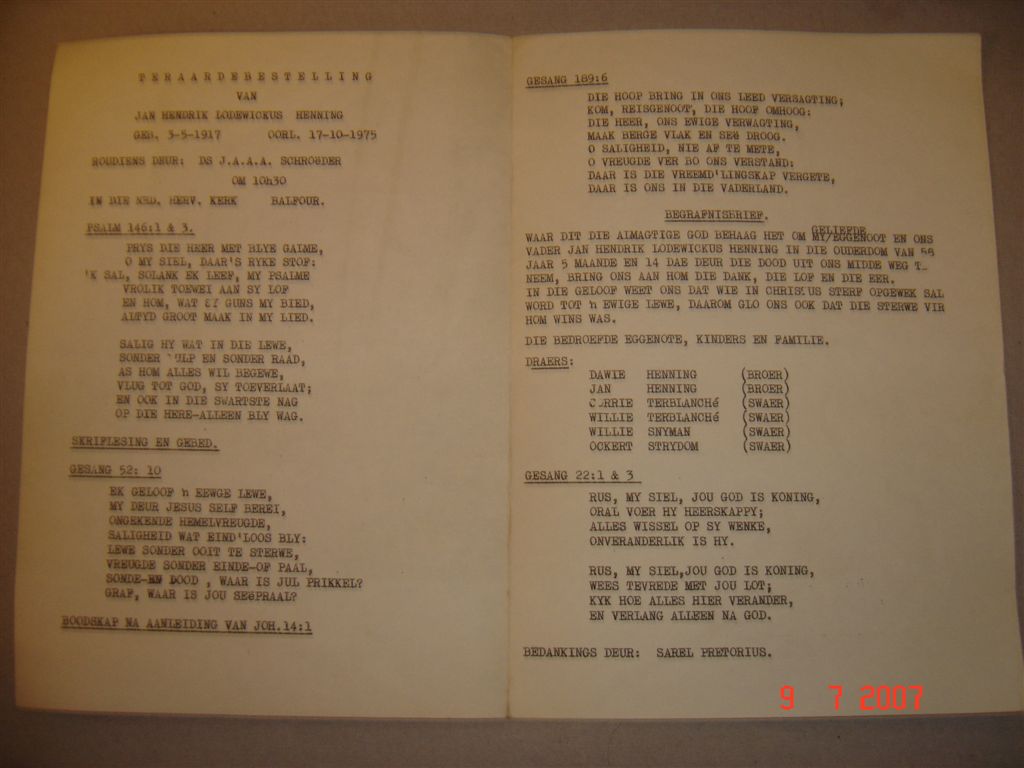 TERAARDEBESTELLING
VAN
JAN HENDRIK LODEWICKUS HENNING
GEB. 3-5-1917 OORL. 17-10-1975
ROUDIENS DEUR: DS J.A.A.A. SCHROëDER
OM 10h30
IN DIE NED. HERV. KERK BALFOUR.
PSALM 146:1 & 3.
PRYS DIE HEER MET BLYE GALME,
O MY SIEL, DAAR'S RYKE STOF:
'K SAL, SOLANK EK LEEF, MY PSALME
VROLIK TOEWEI AAN SY LOF
EN HOM, WAT GUNS MY BIED,
ALTYD GROOT MAAK IN MY LIED.
SALIG HY WAT IN DIE LEWE,
SONDER EN SONDER RAAD,
AS HOM ALLES WIL BEGEWE,
VLUG TOT GOD, SY TOEVERLAAT;
EN OOK IN DIE SWARTSTE NAG
OP DIE HERE-ALLEEN BLY WAG.
SKRIFLESING EN GEBED.
GESANG 52: 10
EK GELOOF 'n EEWGE LEWE,
MY DEUR JESUS SELF BEREI,
ONGEKENDE HEMELVREUGDE,
SALIGHEID WAT EIND'LOOS BLY:
LEWE SONDER OOIT TE STERWE,
VREUGDE SONDER EINDE-OF PAAL,
SONDE-EN DOOD , WAAR IS JUL PRIKKEL?
GRAF, WAAR IS JOU SEëPRAAL?
BOODSKAP NA AANLEIDING VAN JOH.14:1
GESANG 189:6
DIE HOOP BRING IN ONS LEED VERSAGTING;
KOM, REISGENOOT, DIE HOOF OMHOOG:
DIE HEER, ONS EWIGE VERWAGTING,
MAAK BERGE VLAK EN SEë DROOG.
O SALIGHEID, NIE AF TE METE,
O VREUGDE VER BO ONS VERSTAND:
DAAR IS DIE VREEMD'LINGSKAP VERGETE,
DAAR IS ONS IN DIE VADERLAND.
BEGRAFNISBRIEF.
GELIEFDE
WAAR DIT DIE ALMAGTIGE GOD BEHAAG HET OM MY/EGGENOOT EN ONS
VADER JAN HENDRIK LODEWICKUS HENNING IN DIE OUDERDOM VAN 58
JAAR 5 MAANDE EN 14 DAE DEUR DIE DOOD UIT ONS MIDDE WEG
NEEM, BRING ONS AAN HOM DIE DANK, DIE LOF EN DIE EER.
IN DIE GELOOF WEET ONS DAT WIE IN CHRISTUS STERF OPGEWEK SAL
WORD TOT 'n EWIGE LEWE, DAAROM GLO ONS OOK DAT DIE STERWE VIR
HOM WINS WAS.
DIE BEDROEFDE EGGENOTE, KINDERS EN FAMILIE.
DRAERS:
DAWIE HENNING (BROER)
JAN HENNING (BROER)
TERBLANCHé (SWAER)
WILLIE TERBLANCHé (SWAER)
WILLIE SNYMAN (SWAER)
OCKERT STRYDOM (SWAER)
GESANG 22:1 & 3
RUS, MY SIEL, JOU GOD IS KONING,
ORAL VOER HY HEERSKAPPY;
ALLES WISSEL OP SY WENKE,
ONVERANDERLIK IS HY.
RUS, MY SIEL,JOU GOD IS KONING,
WEES TEVREDE MET JOU LOT;
KYK HOE ALLES HIER VERANDER,
EN VERLANG ALLEEN NA GOD.
BEDANKINGS DEUR: SAREL PRETORIUS.
9 7 2007